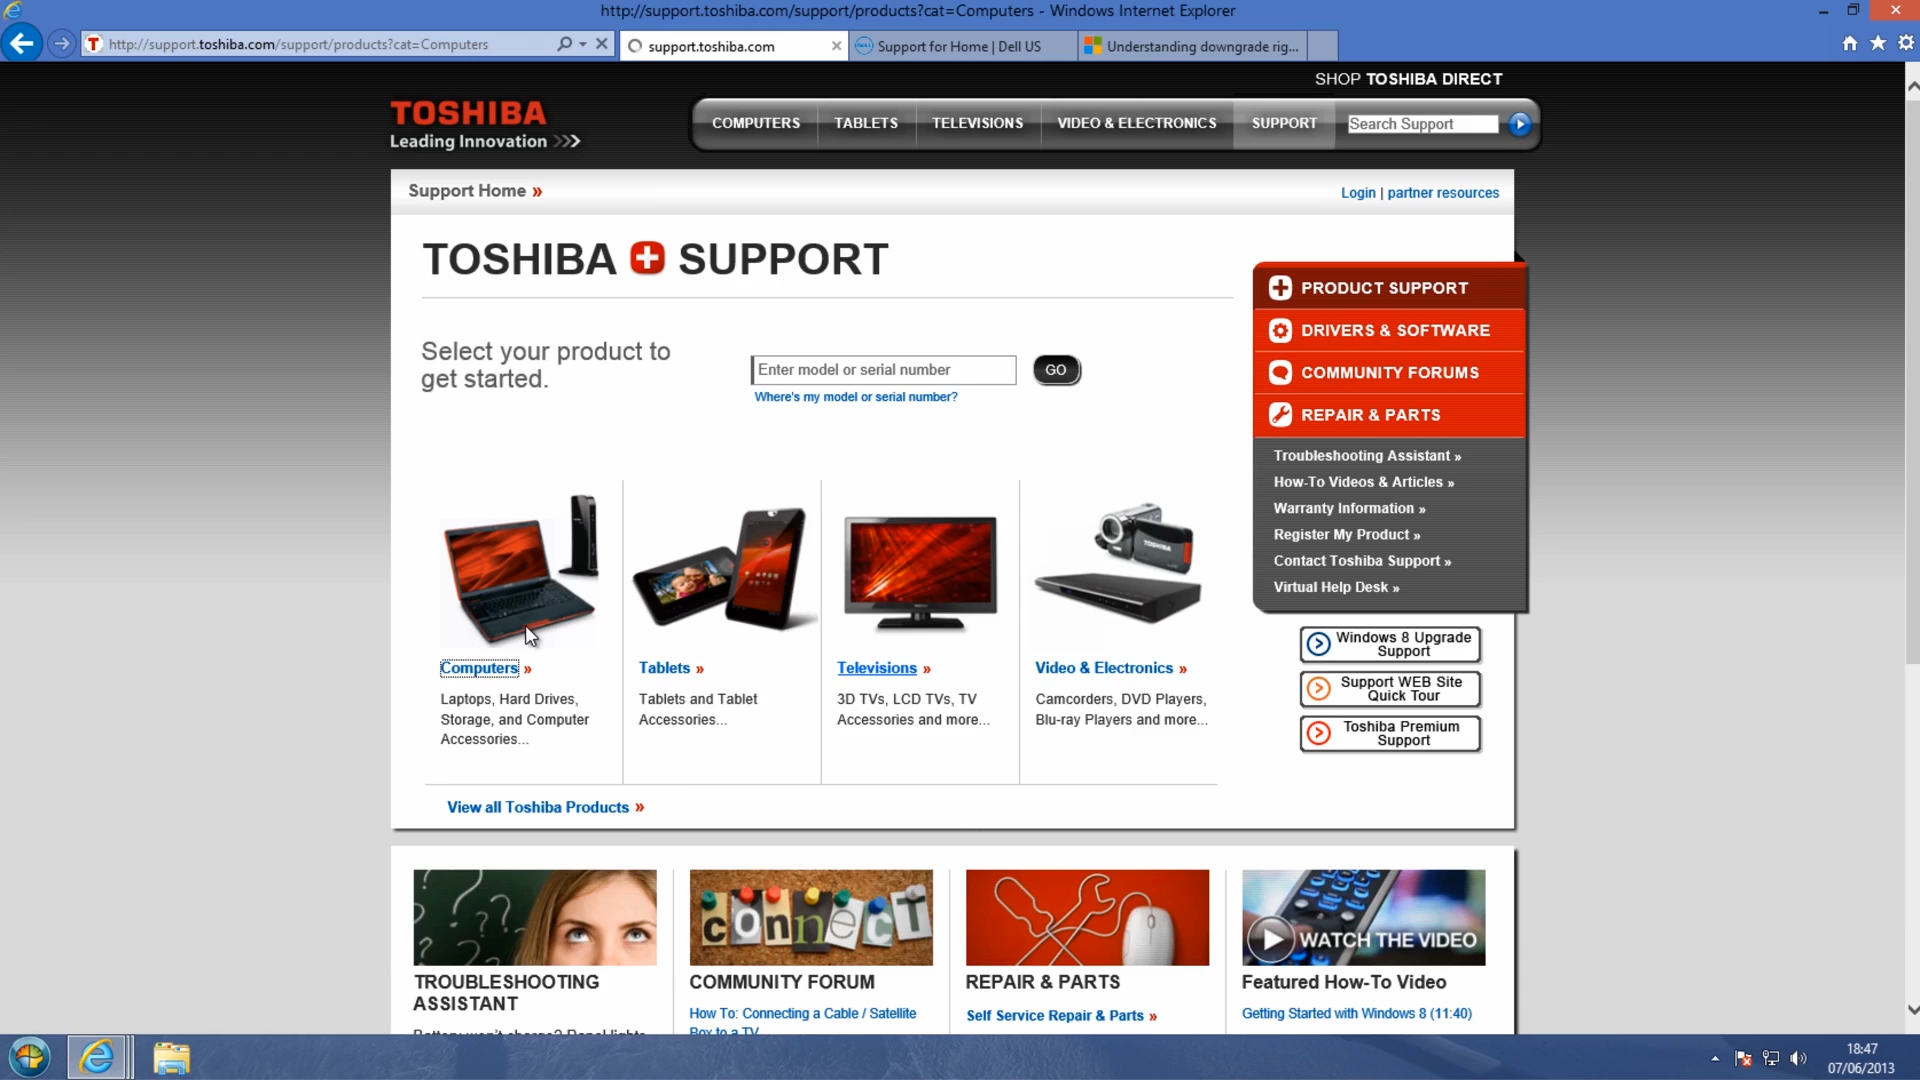 http://support.toshiba.com/support/products?cat=Computers - Windows Internet Explorer
http://support.toshiba.com/support/products?cat=Computers
support.toshiba.com
Support for Home | Dell US
Understanding downgrade rig...
SHOP TOSHIBA DIRECT
TOSHIBA
Leading Innovation >>>
COMPUTERS
TABLETS
TELEVISIONS
VIDEO & ELECTRONICS
SUPPORT
Search Support
Support Home »
Login | partner resources
TOSHIBA SUPPORT
Select your product to
get started.
Enter model or serial number
GO
Where's my model or serial number?
PRODUCT SUPPORT
DRIVERS & SOFTWARE
COMMUNITY FORUMS
REPAIR & PARTS
Troubleshooting Assistant »
How-To Videos & Articles »
Warranty Information »
Register My Product »
Contact Toshiba Support »
Virtual Help Desk »
Windows 8 Upgrade
Support
Support WEB Site
Quick Tour
Toshiba Premium
Support
TOSHIBA
Computers »
Laptops, Hard Drives,
Storage, and Computer
Accessories...
Tablets »
Tablets and Tablet
Accessories...
Televisions »
3D TVs, LCD TVs, TV
Accessories and more...
Video & Electronics »
Camcorders, DVD Players,
Blu-ray Players and more...
View all Toshiba Products »
TROUBLESHOOTING
ASSISTANT
Battery won't charge? Panel lights
connect
COMMUNITY FORUM
How To: Connecting a Cable / Satellite
Box to a TV
REPAIR & PARTS
Self Service Repair & Parts »
WATCH THE VIDEO
Featured How-To Video
Getting Started with Windows 8 (11:40)
18:47
07/06/2013